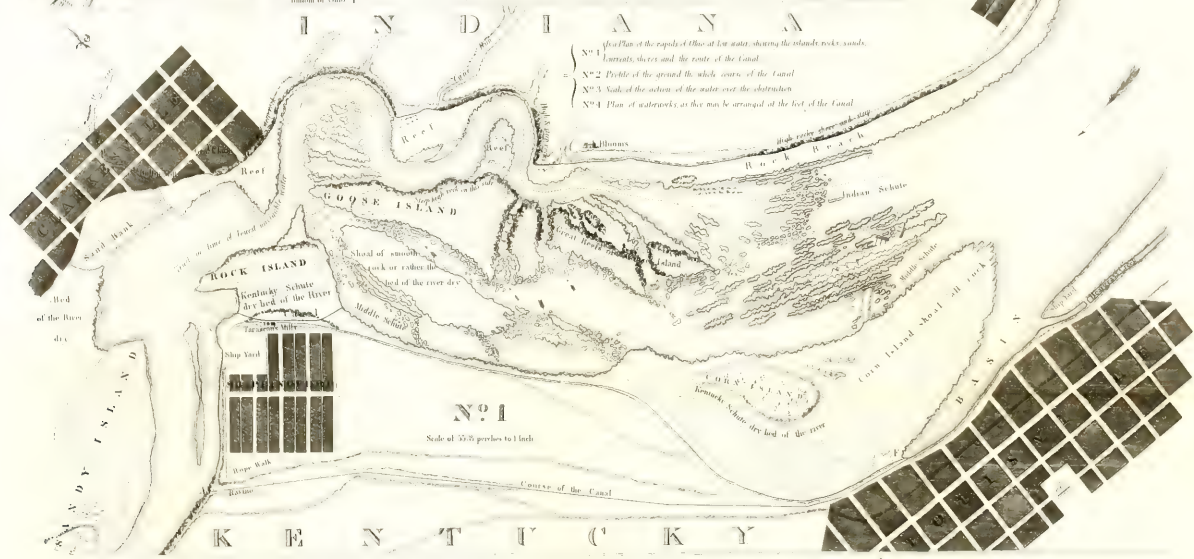 INDIANA
No. 1 Plan of the rapids of Ohio at low water, shewing the islands, rocks, sands,
currents, shores and the route of the Canal
No. 2 Profile of the ground the whole course of the Canal
No. 3 Scale of the action of the water over the obstruction
No. 4 Plan of waterworks, as they may be arranged at the foot of the Canal
Reef
Reef
Reef
High rocky shore
Rock Beach
GOOSE ISLAND
Great Reefs
Island
Indian Schute
Middle Schute
Sand Bank
ROCK ISLAND
Kentucky Schute
dry bed of the River
Shoal of smooth
rock or rather the
bed of the river dry
Middle Schute
Bed
of the River
dry
SANDY ISLAND
Tarascon's Mills
Ship Yard
CORN ISLAND
Kentucky Schute dry bed of the river
Corn Island shoal all rock
BASIN
Ship Yard
No. 1
Scale of perches to 1 Inch
Rope Walk
Ravine
Course of the Canal
KENTUCKY